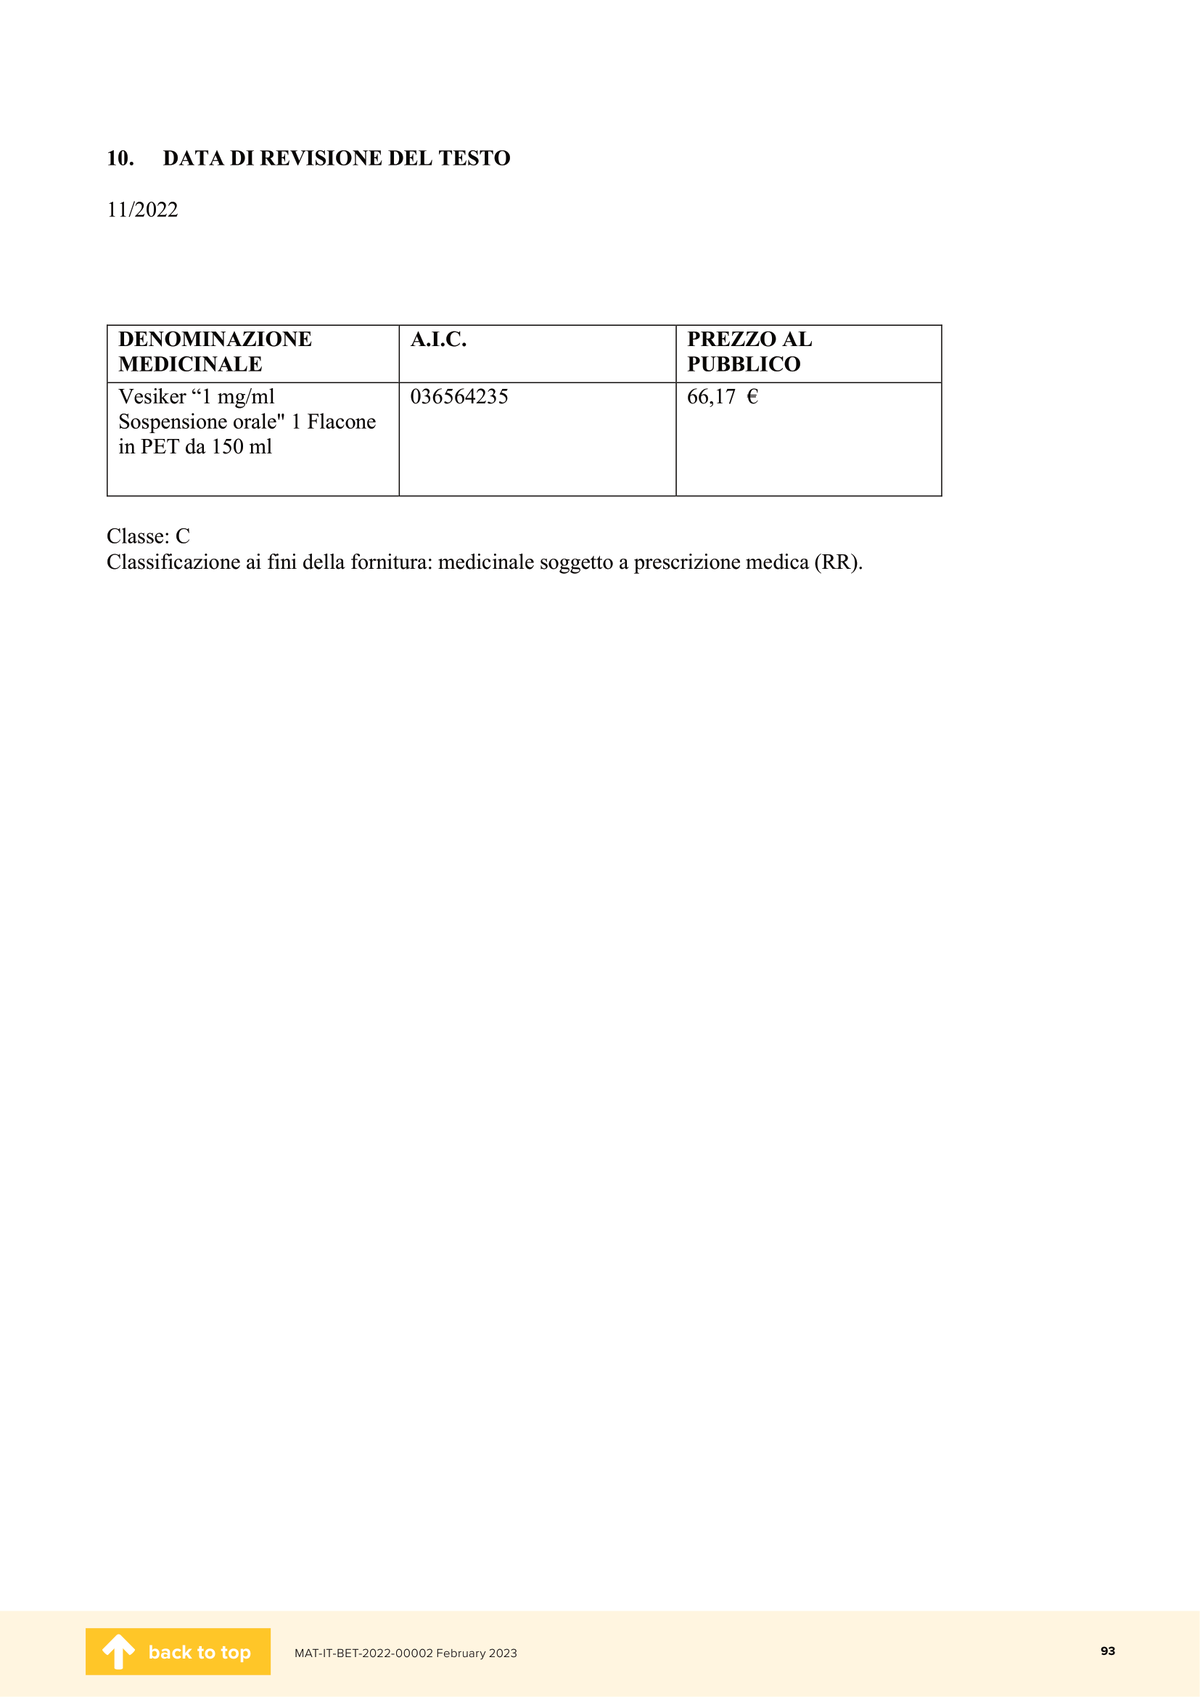 10. DATA DI REVISIONE DEL TESTO
11/2022
DENOMINAZIONE
MEDICINALE
A.I.C.
PREZZO AL
PUBBLICO
Vesiker “1 mg/ml
Sospensione orale" 1 Flacone
in PET da 150 ml
036564235
66,17 €
Classe: C
Classificazione ai fini della fornitura: medicinale soggetto a prescrizione medica (RR).
back to top
MAT-IT-BET-2022-00002 February 2023
93